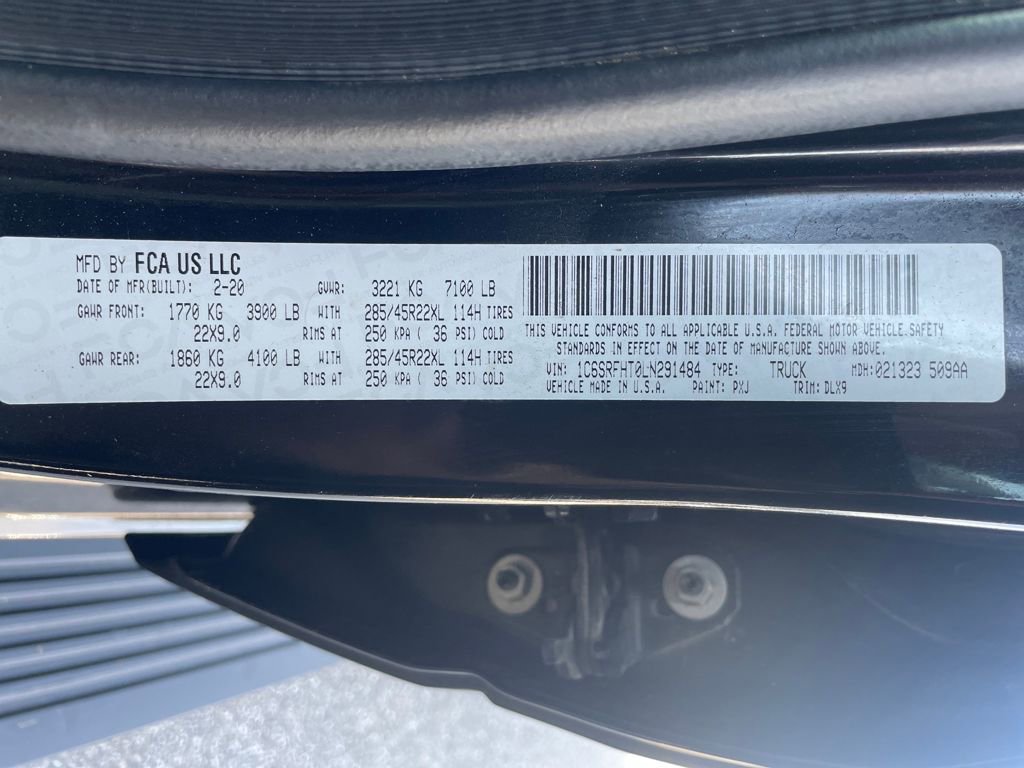 MFD BY FCA US LLC
DATE OF MFR(BUILT): 2-20 GVWR: 3221 KG 7100 LB
GAWR FRONT: 1770 KG 3900 LB WITH 285/45R22XL 114H TIRES
22X9.0 RIMS AT 250 KPA ( 36 PSI) COLD
GAWR REAR: 1860 KG 4100 LB WITH 285/45R22XL 114H TIRES
22X9.0 RIMS AT 250 KPA ( 36 PSI) COLD
THIS VEHICLE CONFORMS TO ALL APPLICABLE U.S.A. FEDERAL MOTOR VEHICLE SAFETY
STANDARDS IN EFFECT ON THE DATE OF MANUFACTURE SHOWN ABOVE.
VIN: 1C6SRFHT0LN291484 TYPE: TRUCK MDH:021323 509AA
VEHICLE MADE IN U.S.A. PAINT: PXJ TRIM: DLX9